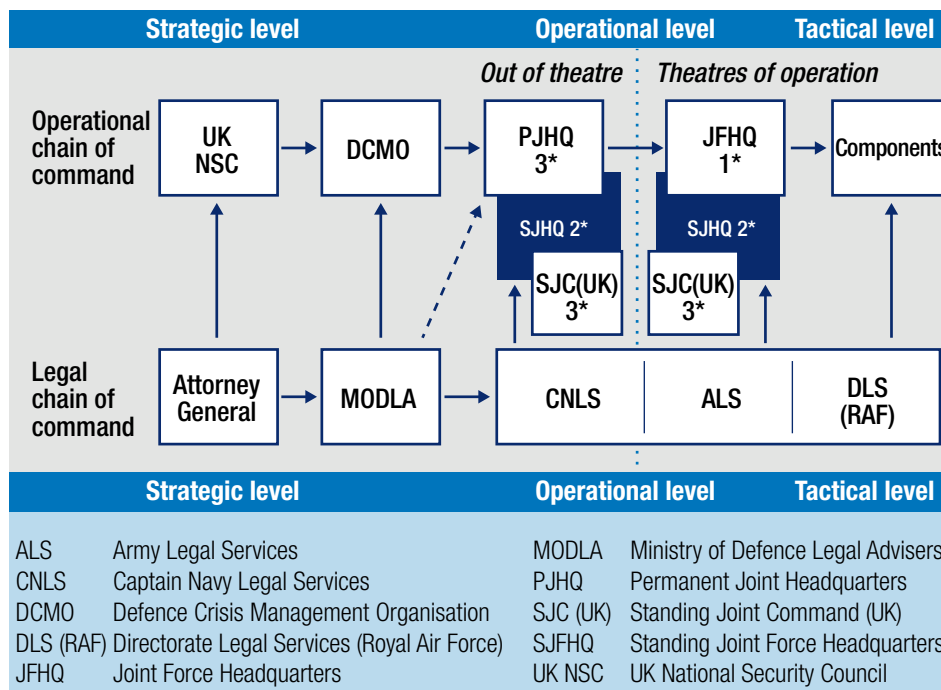 Strategic level Operational level Tactical level
Out of theatre Theatres of operation
Operational
chain of
command
UK
NSC
DCMO
PJHQ
3*
JFHQ
1*
Components
SJHQ 2*
SJHQ 2*
SJC(UK)
3*
SJC(UK)
3*
Legal
chain of
command
Attorney
General
MODLA
CNLS
ALS
DLS
(RAF)
Strategic level Operational level Tactical level
ALS Army Legal Services
CNLS Captain Navy Legal Services
DCMO Defence Crisis Management Organisation
DLS (RAF) Directorate Legal Services (Royal Air Force)
JFHQ Joint Force Headquarters
MODLA Ministry of Defence Legal Advisers
PJHQ Permanent Joint Headquarters
SJC (UK) Standing Joint Command (UK)
SJFHQ Standing Joint Force Headquarters
UK NSC UK National Security Council